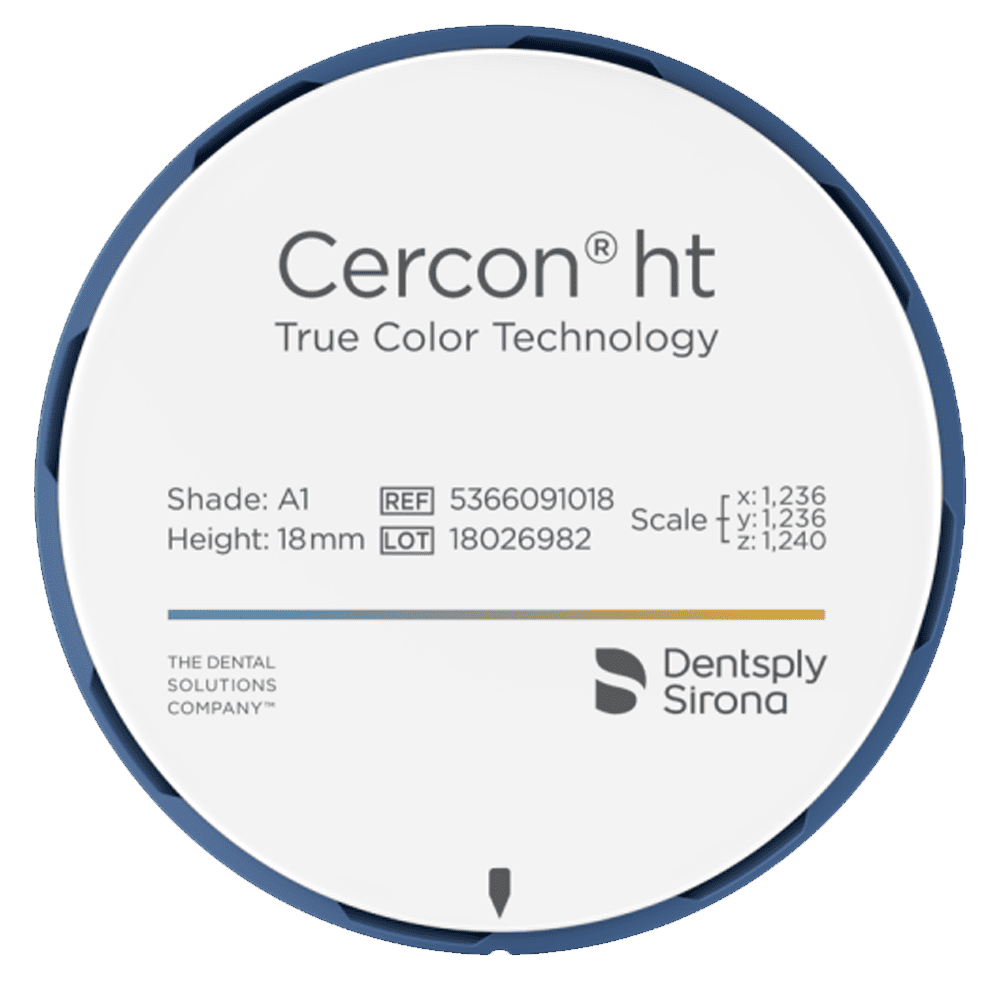 Cercon® ht
True Color Technology
Shade: A1
Height: 18mm
REF 5366091018
LOT 18026982
Scale
x: 1,236
y: 1,236
z: 1,240
THE DENTAL
SOLUTIONS
COMPANY™
Dentsply
Sirona